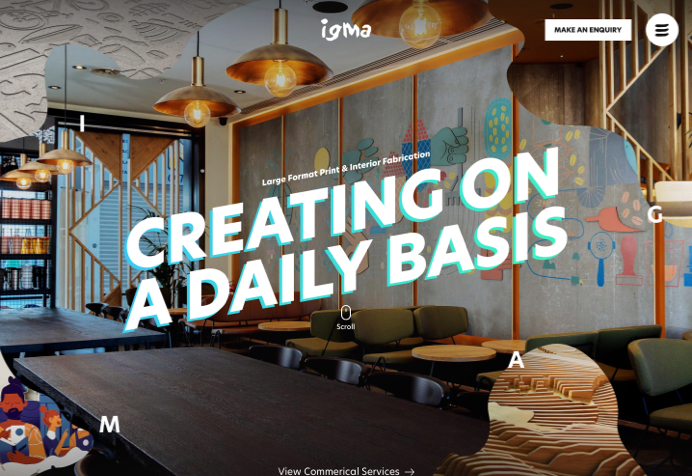 igma
MAKE AN ENQUIRY
I
Large Format Print & Interior Fabrication
CREATING ON
A DAILY BASIS
G
Scroll
A
M
View Commerical Services →